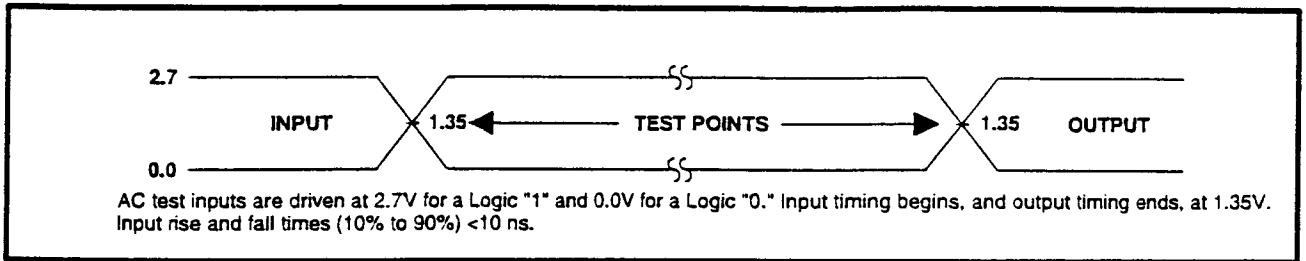 2.7
INPUT 1.35 TEST POINTS 1.35 OUTPUT
0.0
AC test inputs are driven at 2.7V for a Logic "1" and 0.0V for a Logic "0." Input timing begins, and output timing ends, at 1.35V.
Input rise and fall times (10% to 90%) <10 ns.